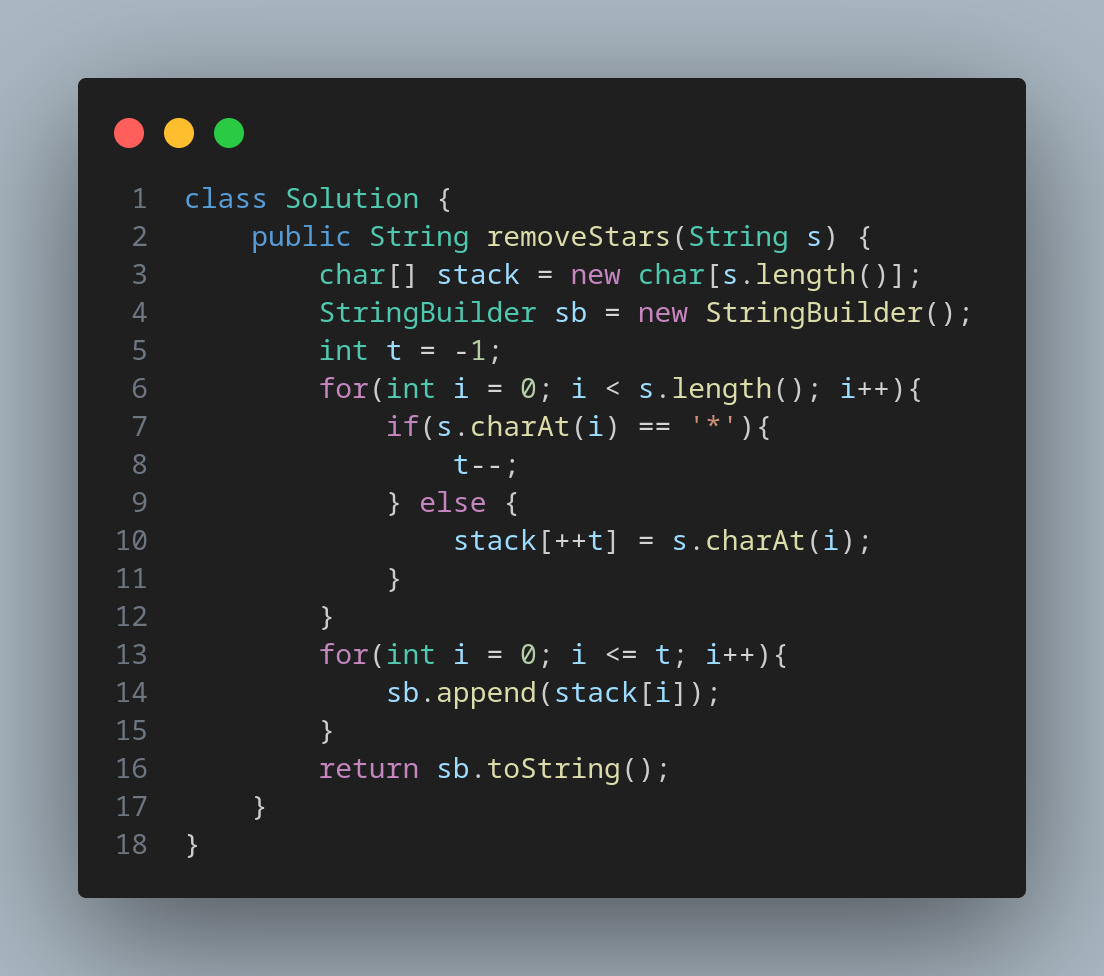 1 class Solution {
2     public String removeStars(String s) {
3         char[] stack = new char[s.length()];
4         StringBuilder sb = new StringBuilder();
5         int t = -1;
6         for(int i = 0; i < s.length(); i++){
7             if(s.charAt(i) == '*'){
8                 t--;
9             } else {
10                 stack[++t] = s.charAt(i);
11             }
12         }
13         for(int i = 0; i <= t; i++){
14             sb.append(stack[i]);
15         }
16         return sb.toString();
17     }
18 }